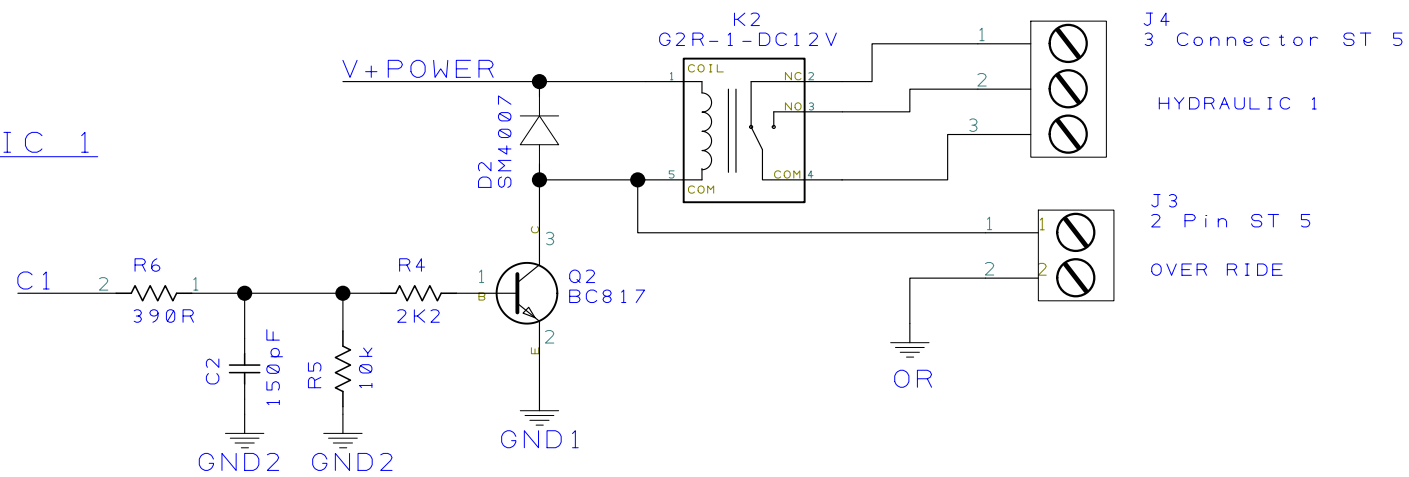 K2
G2R-1-DC12V
J4
3 Connector ST 5
HYDRAULIC 1
V+POWER
1
COIL
NC
2
NO
3
COM
4
5
COM
1
2
3
D2
SM4007
IC 1
J3
2 Pin ST 5
OVER RIDE
1
1
2
2
OR
C1
2
R6
1
390R
R4
2K2
1
B
C
3
Q2
BC817
E
2
C2
150pF
R5
10k
GND2
GND2
GND1